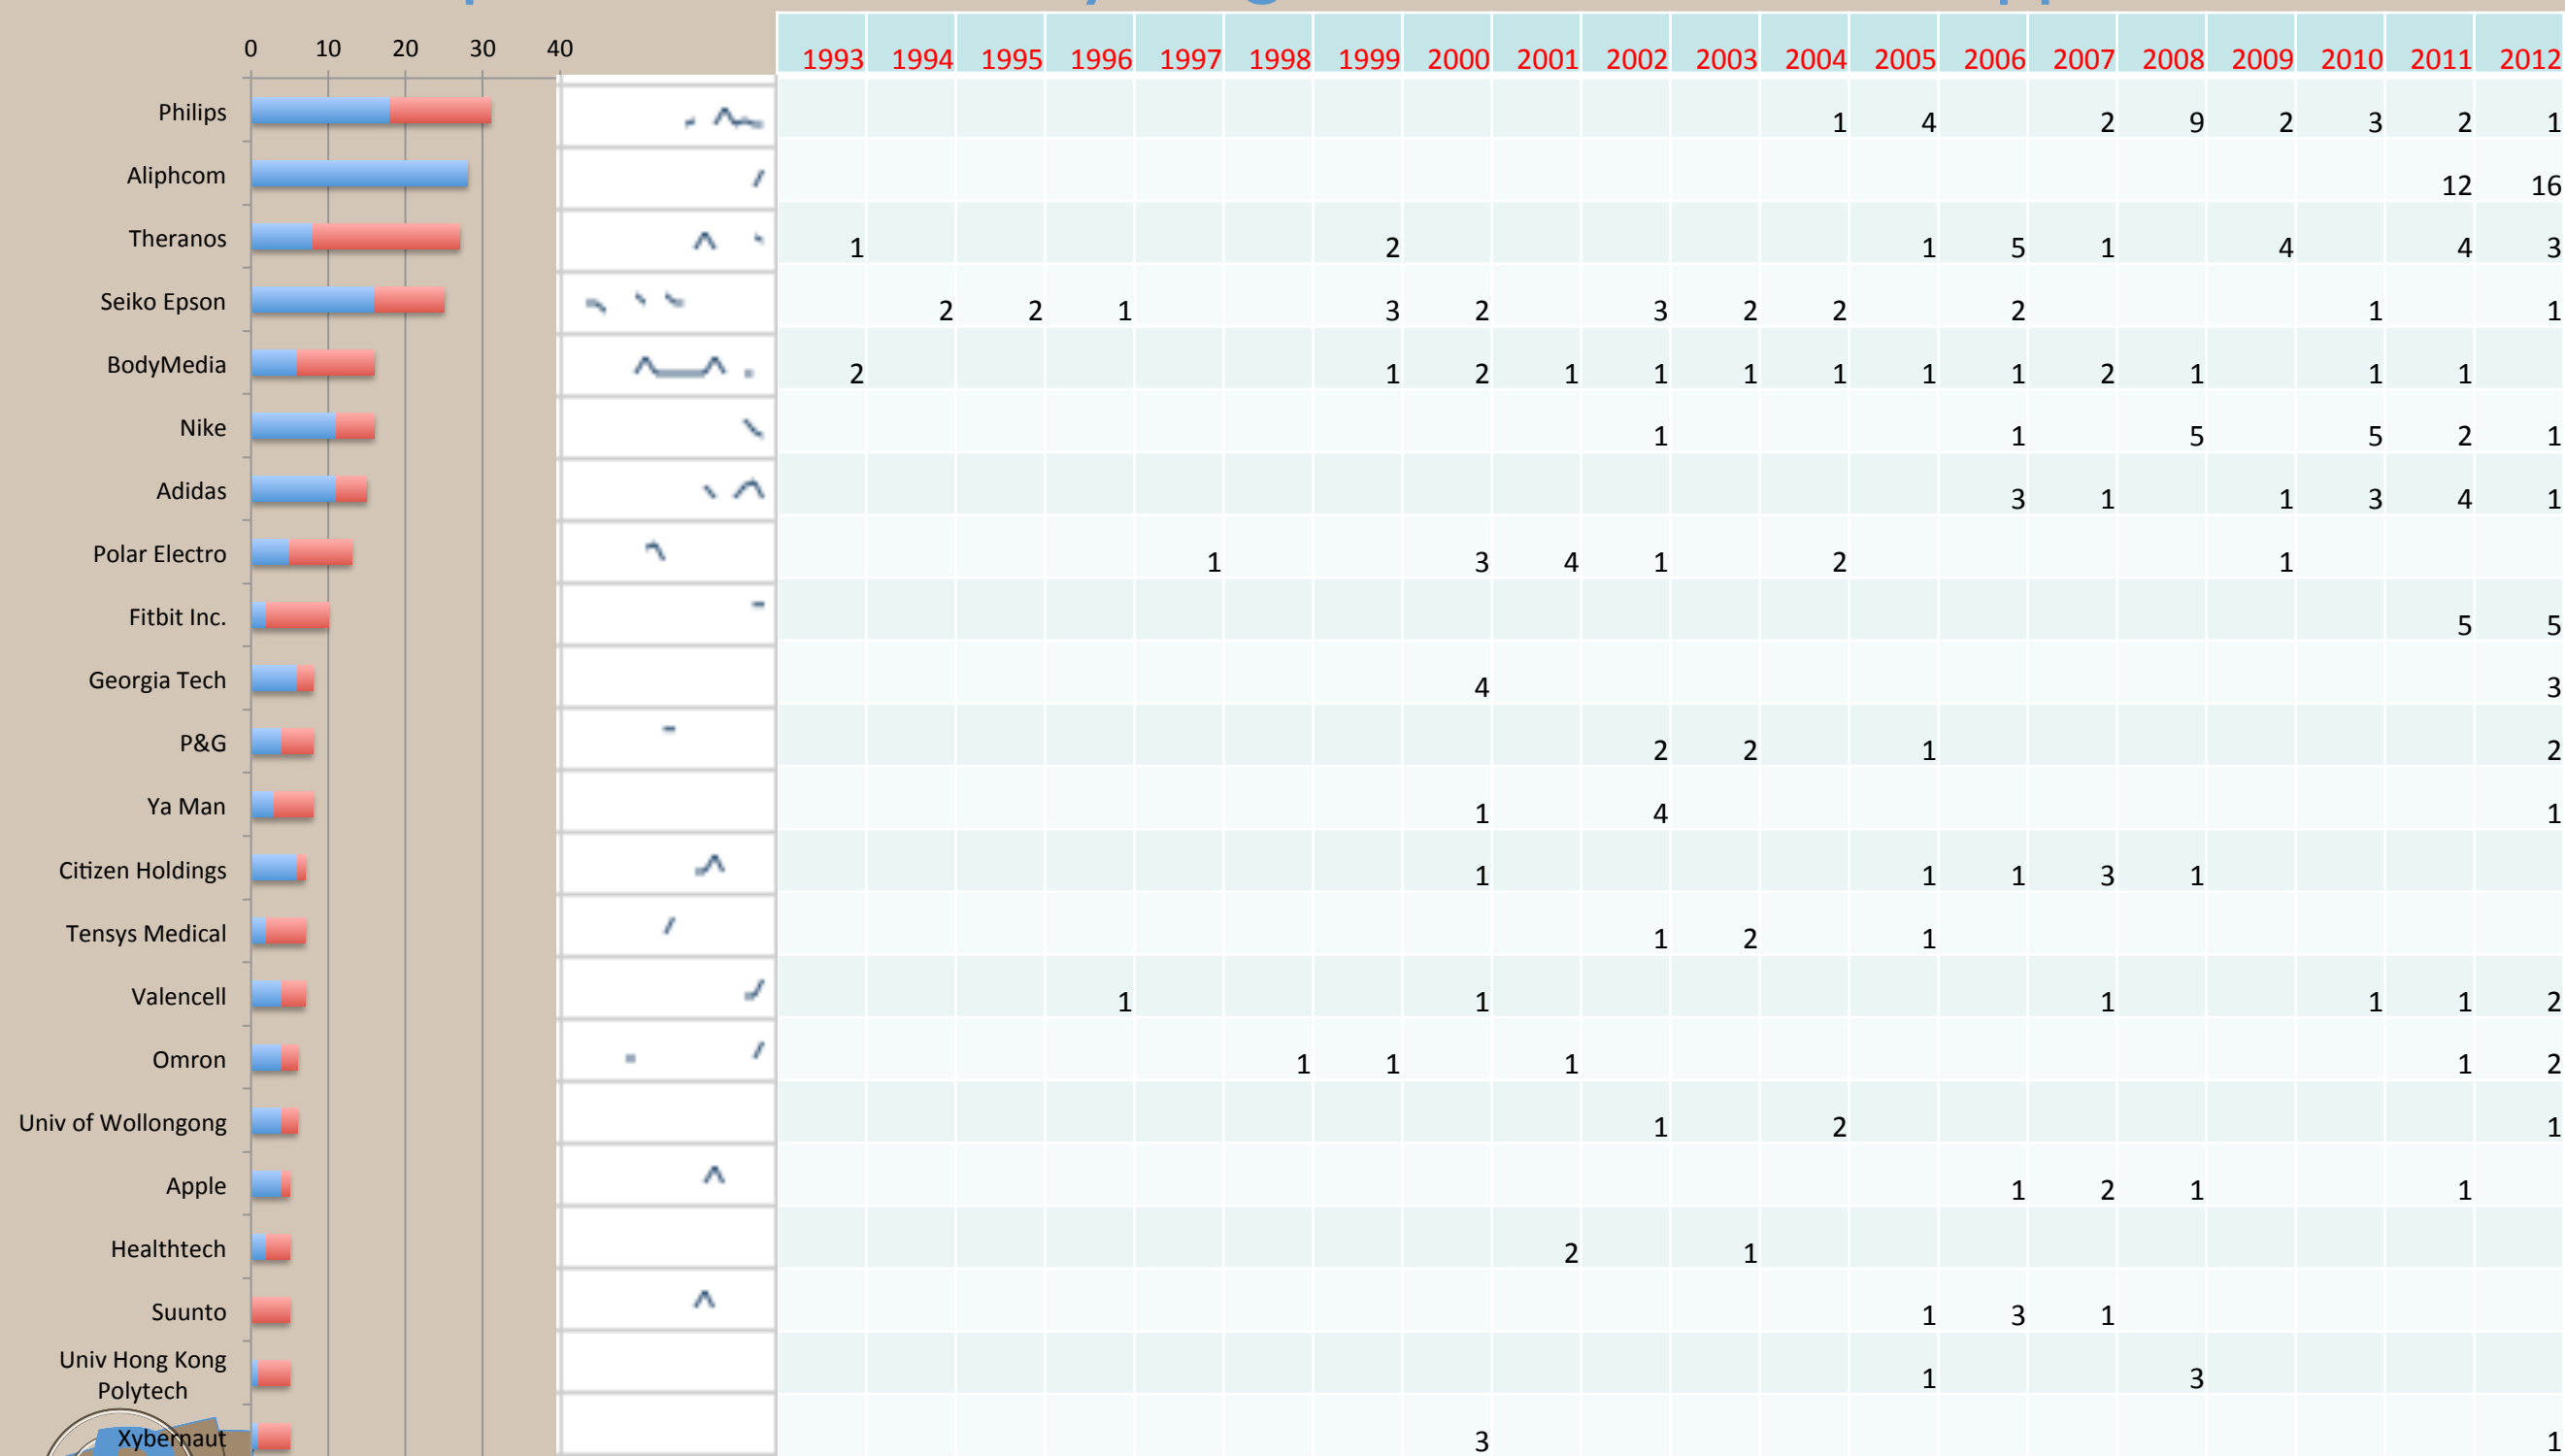 0 10 20 30 40 1993 1994 1995 1996 1997 1998 1999 2000 2001 2002 2003 2004 2005 2006 2007 2008 2009 2010 2011 2012
Philips 1 4 2 9 2 3 2 1
Aliphcom 12 16
Theranos 1 2 1 5 1 4 4 3
Seiko Epson 2 2 1 3 2 3 2 2 2 1 1
BodyMedia 2 1 2 1 1 1 1 1 1 2 1 1 1
Nike 1 1 5 5 2 1
Adidas 3 1 1 3 4 1
Polar Electro 1 3 4 1 2 1
Fitbit Inc. 5 5
Georgia Tech 4 3
P&G 2 2 1 2
Ya Man 1 4 1
Citizen Holdings 1 1 1 3 1
Tensys Medical 1 2 1
Valencell 1 1 1 1 1 2
Omron 1 1 1 1 2
Univ of Wollongong 1 2 1
Apple 1 2 1 1
Healthtech 2 1
Suunto 1 3 1
Univ Hong Kong
Polytech 1 3
Xybernaut 3 1